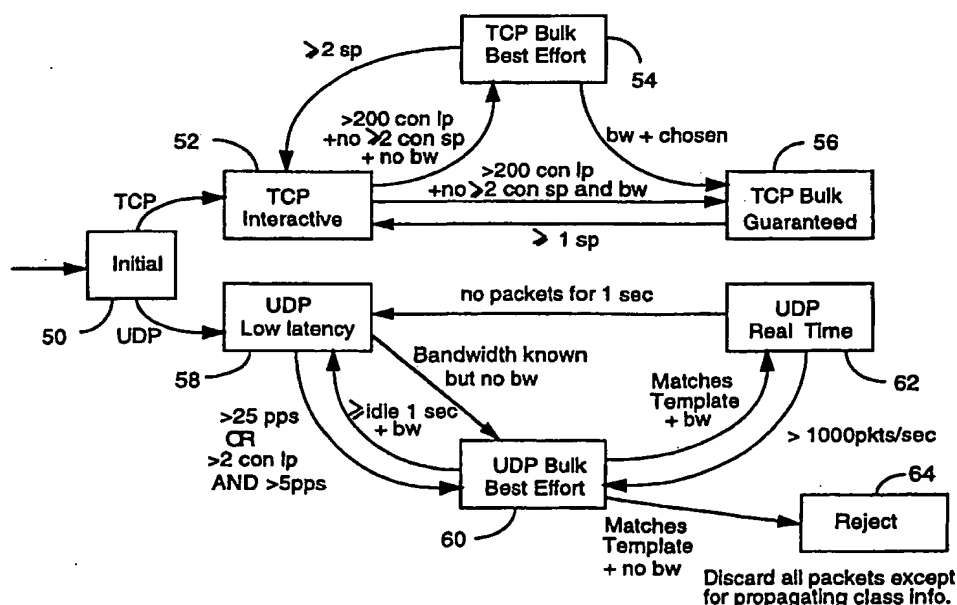 TCP Bulk
Best Effort
54
⩾2 sp
>200 con lp
+no ⩾2 con sp
+ no bw
bw + chosen
52
56
TCP
Interactive
>200 con lp
+no ⩾2 con sp and bw
TCP Bulk
Guaranteed
⩾ 1 sp
TCP
Initial
50
UDP
no packets for 1 sec
UDP
Low latency
58
UDP
Real Time
62
Bandwidth known
but no bw
⩾idle 1 sec
+ bw
>25 pps
OR
>2 con lp
AND >5pps
Matches
Template
+ bw
> 1000pkts/sec
UDP Bulk
Best Effort
60
Matches
Template
+ no bw
64
Reject
Discard all packets except
for propagating class info.